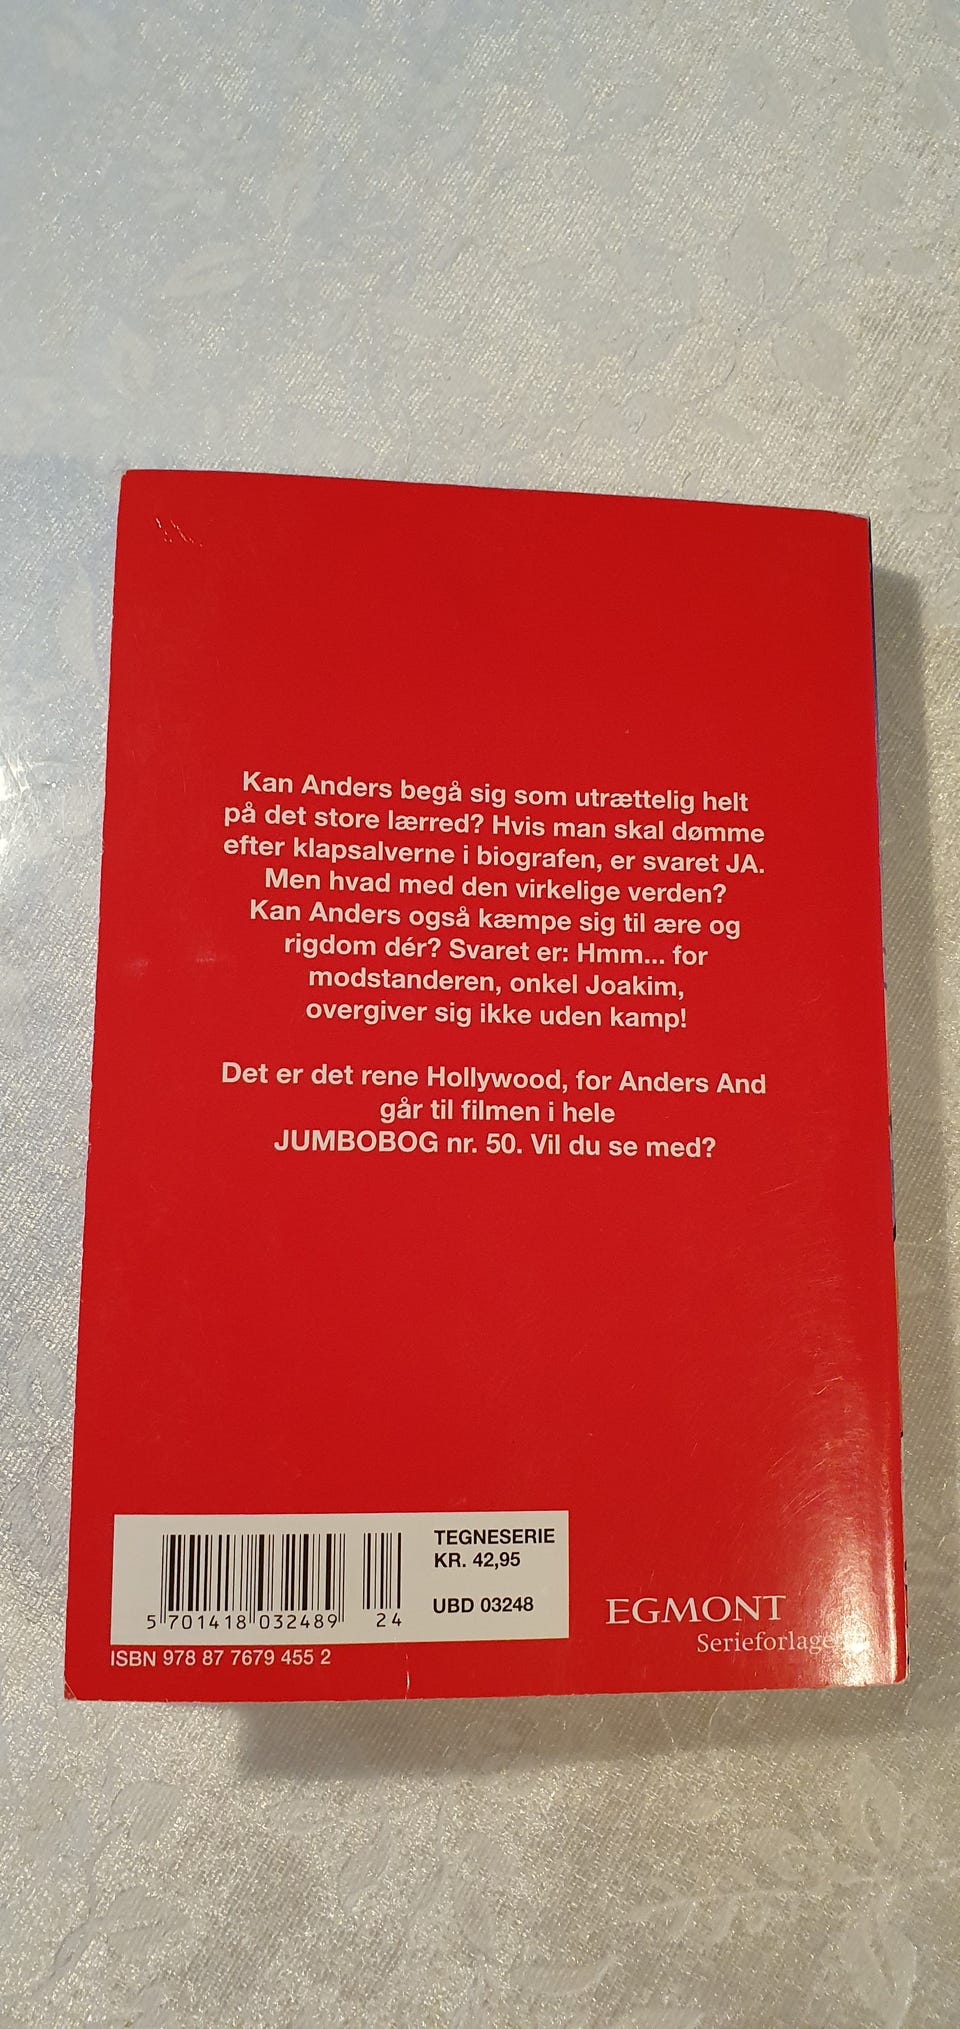 Kan Anders begå sig som utrættelig helt
på det store lærred? Hvis man skal dømme
efter klapsalverne i biografen, er svaret JA.
Men hvad med den virkelige verden?
Kan Anders også kæmpe sig til ære og
rigdom dér? Svaret er: Hmm... for
modstanderen, onkel Joakim,
overgiver sig ikke uden kamp!
Det er det rene Hollywood, for Anders And
går til filmen i hele
JUMBOBOG nr. 50. Vil du se med?
TEGNESERIE
KR. 42,95
UBD 03248
5 701418 032489 24
ISBN 978 87 7679 455 2
EGMONT
Serieforlaget